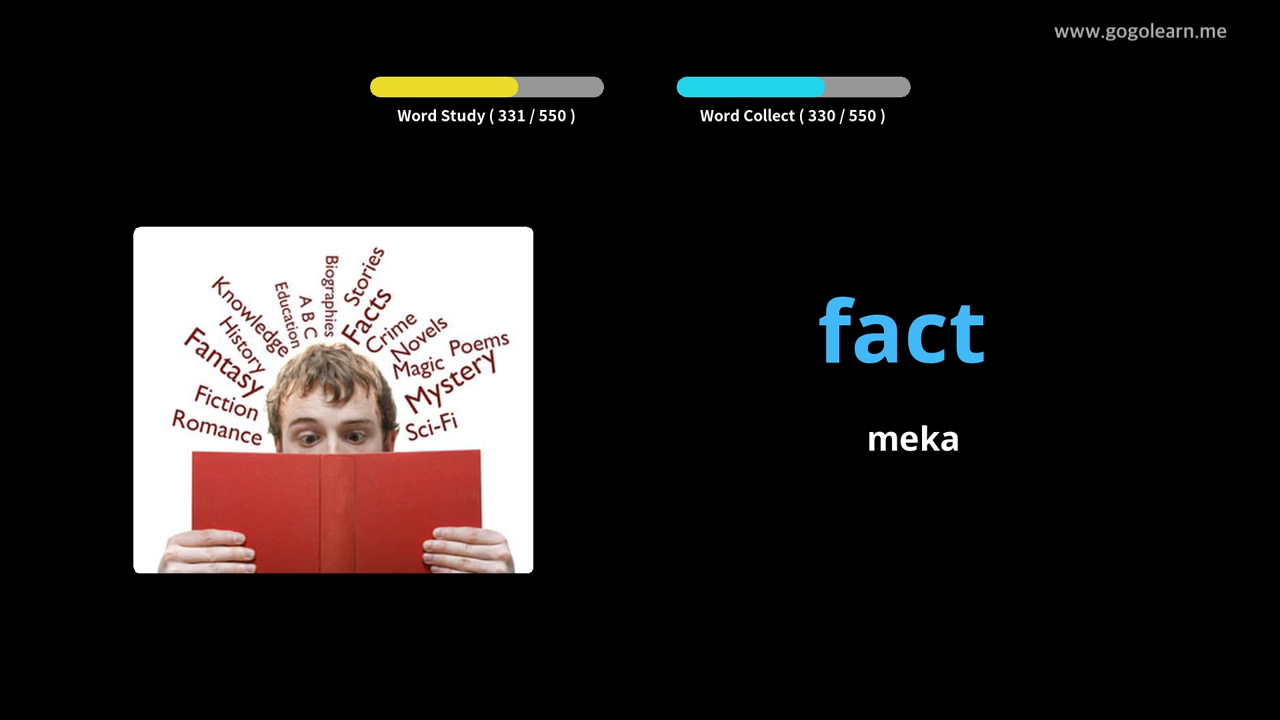 www.gogolearn.me
Word Study ( 331 / 550 )
Word Collect ( 330 / 550 )
Knowledge
Education
A B C
Biographies
Stories
Facts
Crime
Novels
Poems
Magic
Mystery
Sci-Fi
History
Fantasy
Fiction
Romance
fact
meka